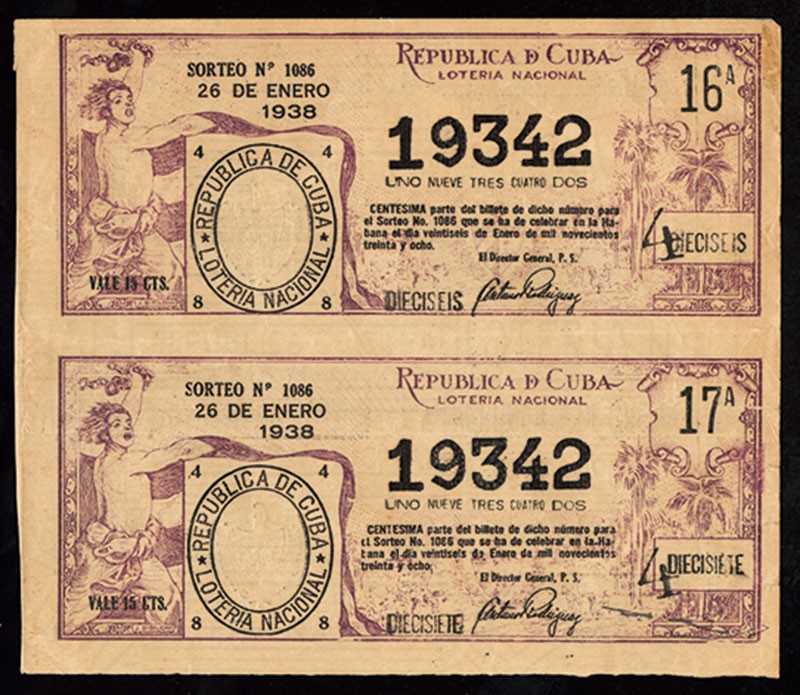 SORTEO Nº 1086
26 DE ENERO
1938
REPUBLICA D CUBA
LOTERIA NACIONAL
16A
19342
UNO NUEVE TRES CUATRO DOS
4 4
REPUBLICA DE CUBA
★ LOTERIA NACIONAL ★
8 8
CENTESIMA parte del billete de dicho número para
el Sorteo No. 1086 que se ha de celebrar en la Ha-
bana el dia veintiseis de Enero de mil novecientos
treinta y ocho.
El Director General, P. S.
4
DIECISEIS
VALE 15 CTS.
DIECISEIS
SORTEO Nº 1086
26 DE ENERO
1938
REPUBLICA D CUBA
LOTERIA NACIONAL
17A
19342
UNO NUEVE TRES CUATRO DOS
4 4
REPUBLICA DE CUBA
★ LOTERIA NACIONAL ★
8 8
CENTESIMA parte del billete de dicho número para
el Sorteo No. 1086 que se ha de celebrar en la Ha-
bana el dia veintiseis de Enero de mil novecientos
treinta y ocho.
El Director General, P. S.
4
DIECISIETE
VALE 15 CTS.
DIECISIETE